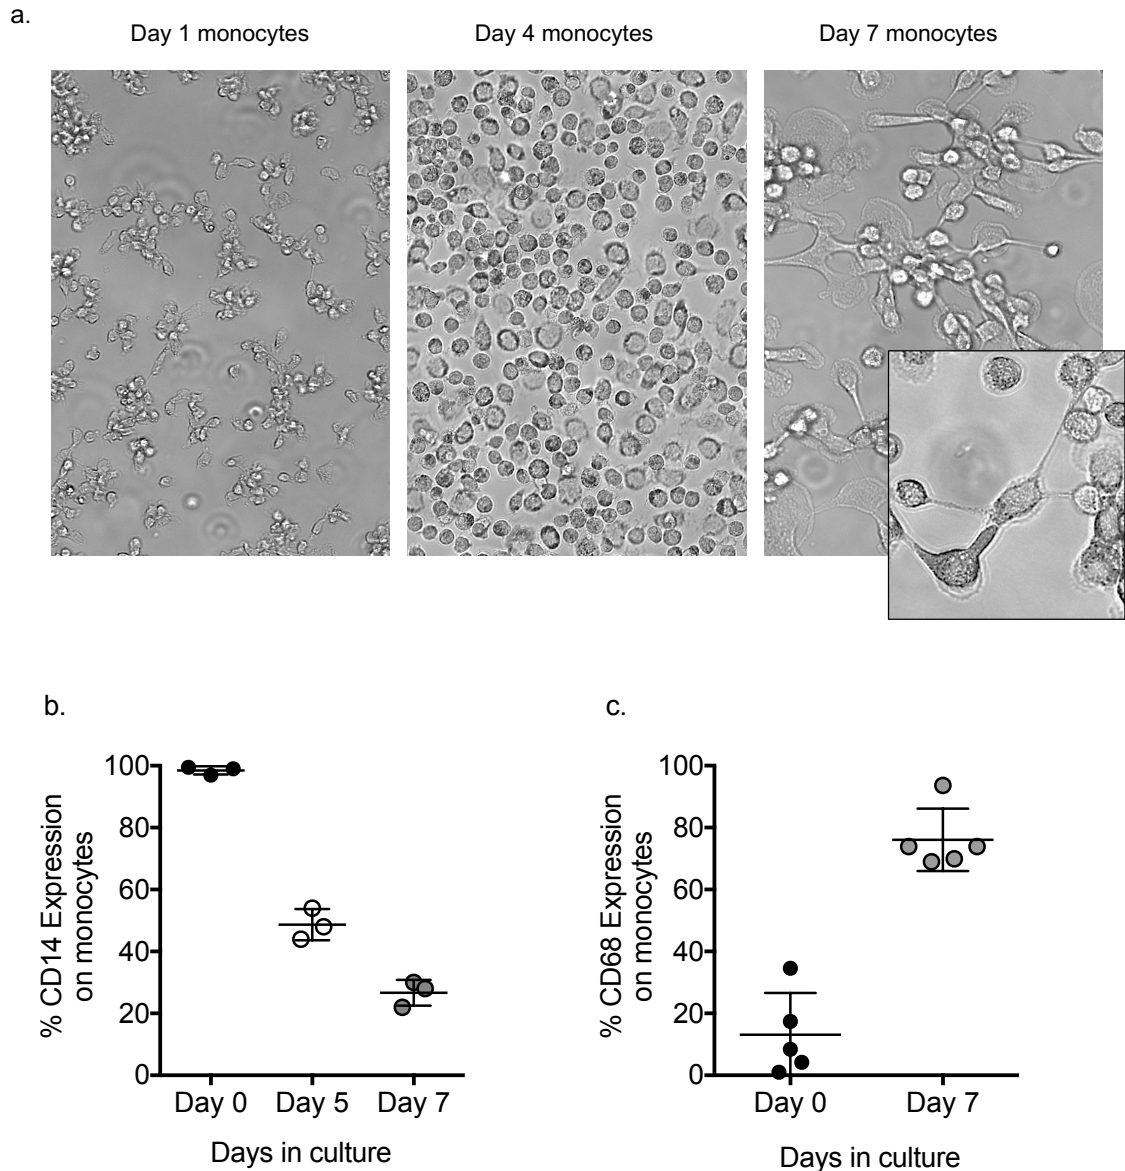 a.
Day 1 monocytes
Day 4 monocytes
Day 7 monocytes
b.
% CD14 Expression
on monocytes
100
80
60
40
20
0
Day 0
Day 5
Day 7
Days in culture
c.
% CD68 Expression
on monocytes
100
80
60
40
20
0
Day 0
Day 7
Days in culture